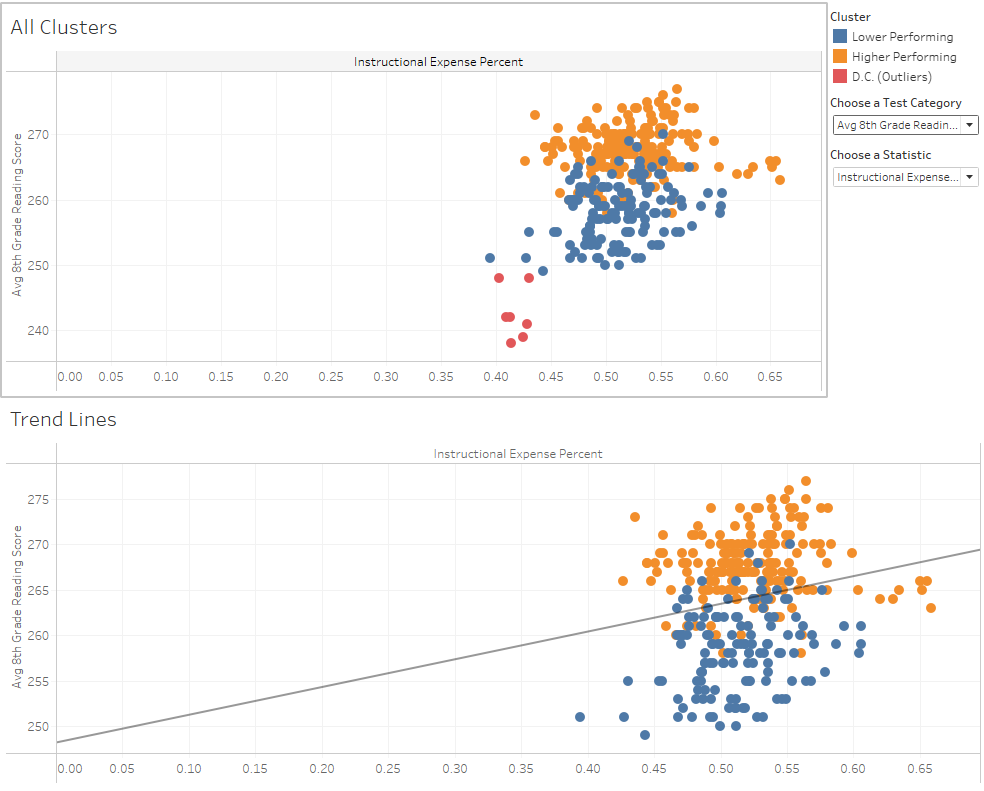 All Clusters
Instructional Expense Percent
Avg 8th Grade Reading Score
270
260
250
240
0.00 0.05 0.10 0.15 0.20 0.25 0.30 0.35 0.40 0.45 0.50 0.55 0.60 0.65
Cluster
Lower Performing
Higher Performing
D.C. (Outliers)
Choose a Test Category
Avg 8th Grade Readin...
Choose a Statistic
Instructional Expense...
Trend Lines
Instructional Expense Percent
Avg 8th Grade Reading Score
275
270
265
260
255
250
0.00 0.05 0.10 0.15 0.20 0.25 0.30 0.35 0.40 0.45 0.50 0.55 0.60 0.65